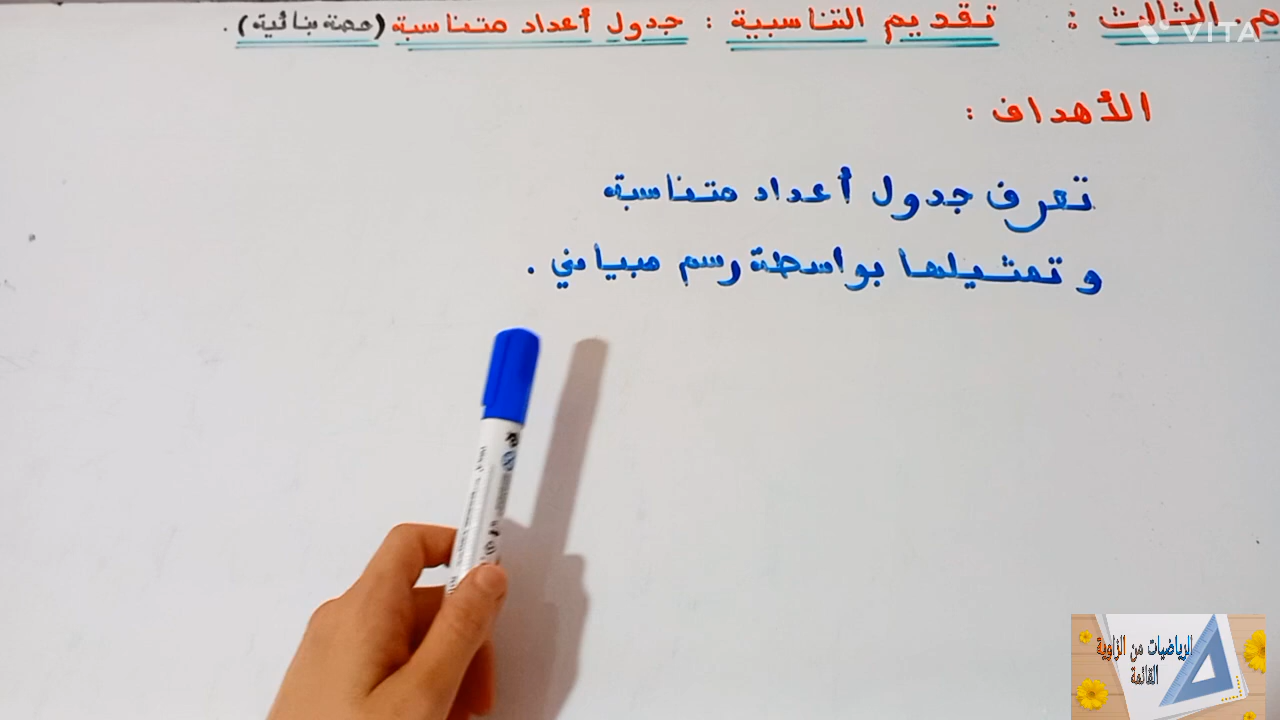 م. الثالث : تقديم التناسبية : جدول أعداد متناسبة (حصة بنائية).
VITA
الأهداف :
تعرف جدول أعداد متناسبة
و تمثيلها بواسطة رسم مبياني .
الرياضيات من الزاوية
القائمة